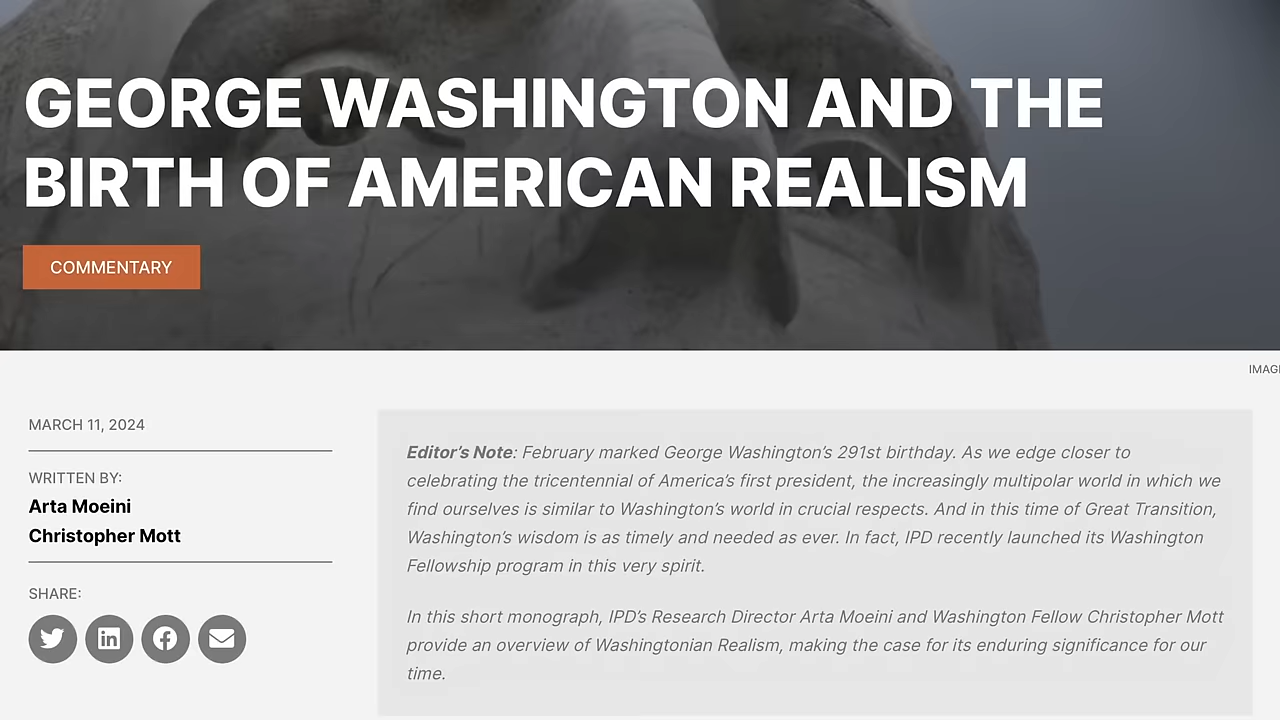 GEORGE WASHINGTON AND THE
BIRTH OF AMERICAN REALISM
COMMENTARY
MARCH 11, 2024
WRITTEN BY:
Arta Moeini
Christopher Mott
SHARE:
Editor's Note: February marked George Washington's 291st birthday. As we edge closer to
celebrating the tricentennial of America's first president, the increasingly multipolar world in which we
find ourselves is similar to Washington's world in crucial respects. And in this time of Great Transition,
Washington's wisdom is as timely and needed as ever. In fact, IPD recently launched its Washington
Fellowship program in this very spirit.
In this short monograph, IPD's Research Director Arta Moeini and Washington Fellow Christopher Mott
provide an overview of Washingtonian Realism, making the case for its enduring significance for our
time.